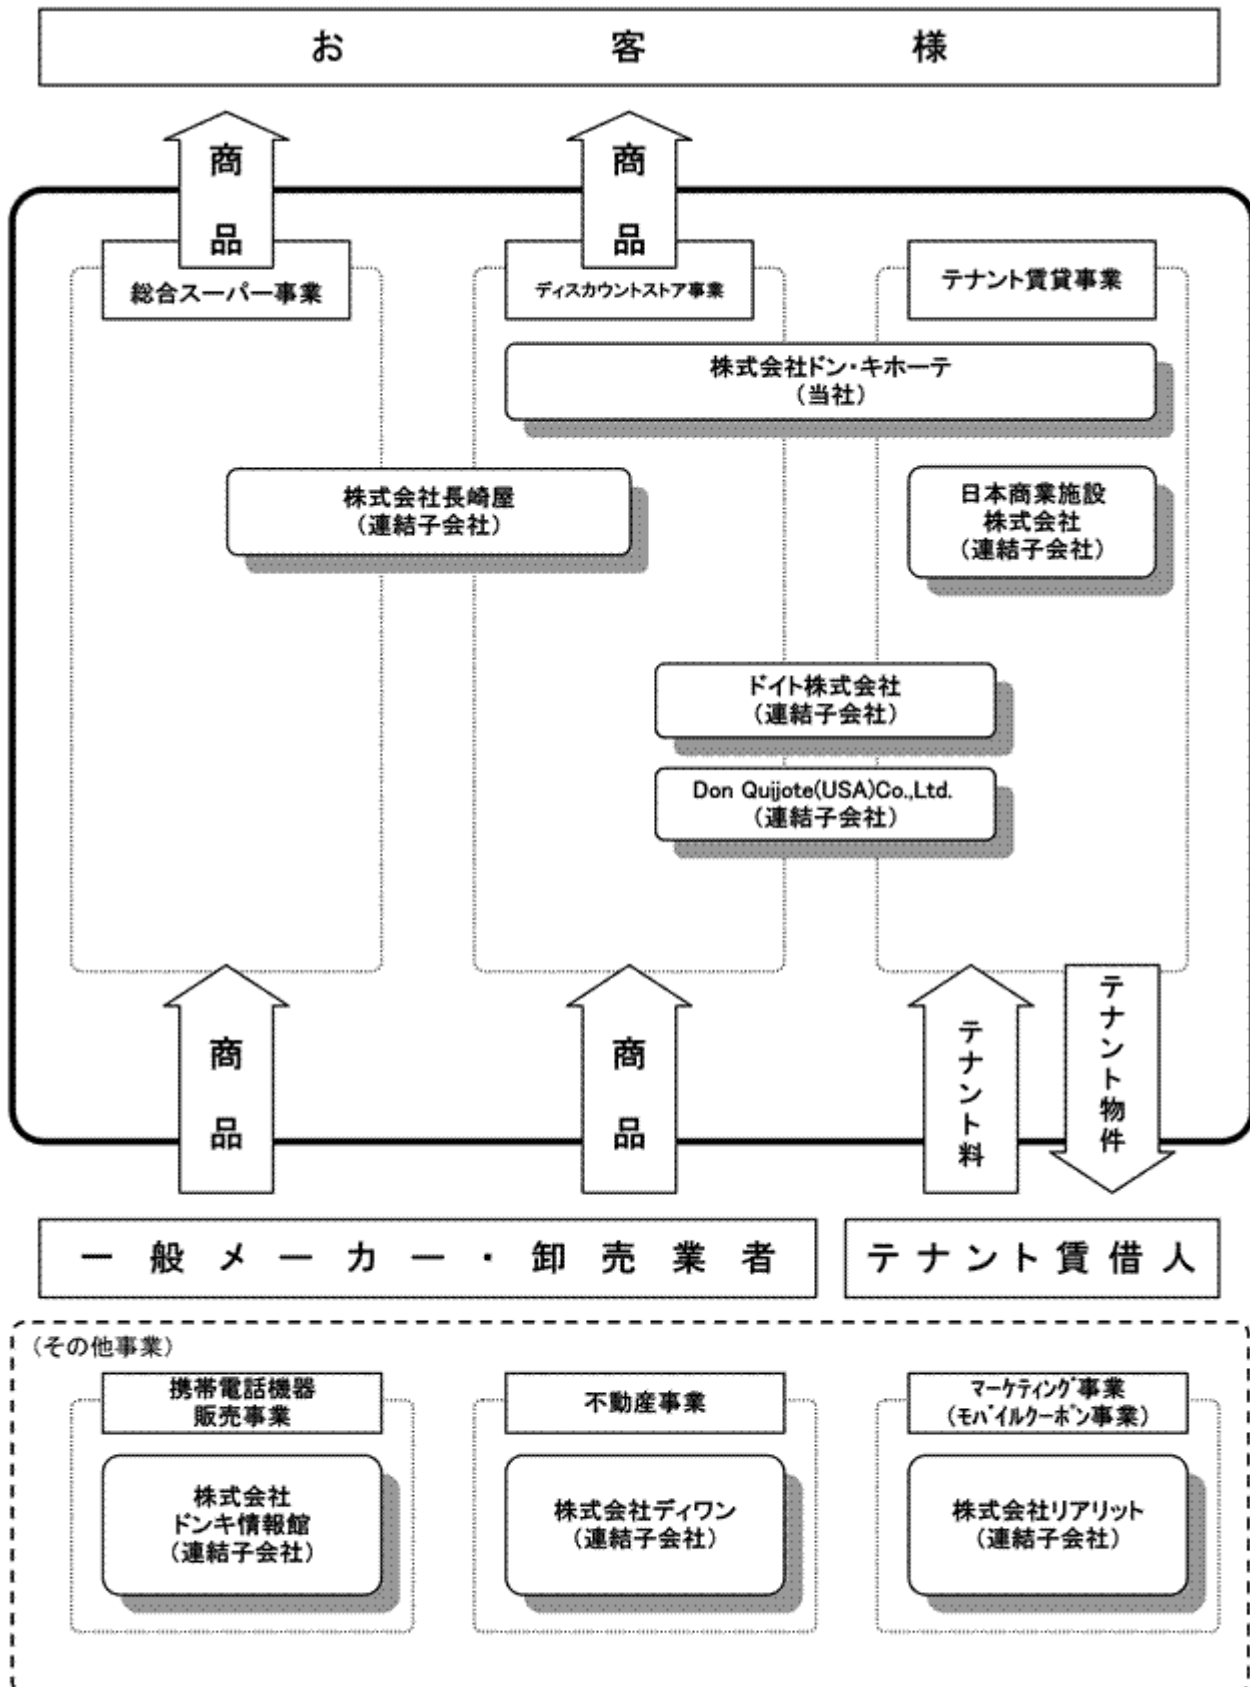 お客様
商品
商品
総合スーパー事業
ディスカウントストア事業
テナント賃貸事業
株式会社ドン・キホーテ
(当社)
株式会社長崎屋
(連結子会社)
日本商業施設
株式会社
(連結子会社)
ドイト株式会社
(連結子会社)
Don Quijote(USA)Co.,Ltd.
(連結子会社)
商品
商品
テナント料
テナント物件
一般メーカー・卸売業者
テナント賃借人
(その他事業)
携帯電話機器
販売事業
不動産事業
マーケティング事業
(モバイルクーポン事業)
株式会社
ドンキ情報館
(連結子会社)
株式会社ディワン
(連結子会社)
株式会社リアリット
(連結子会社)